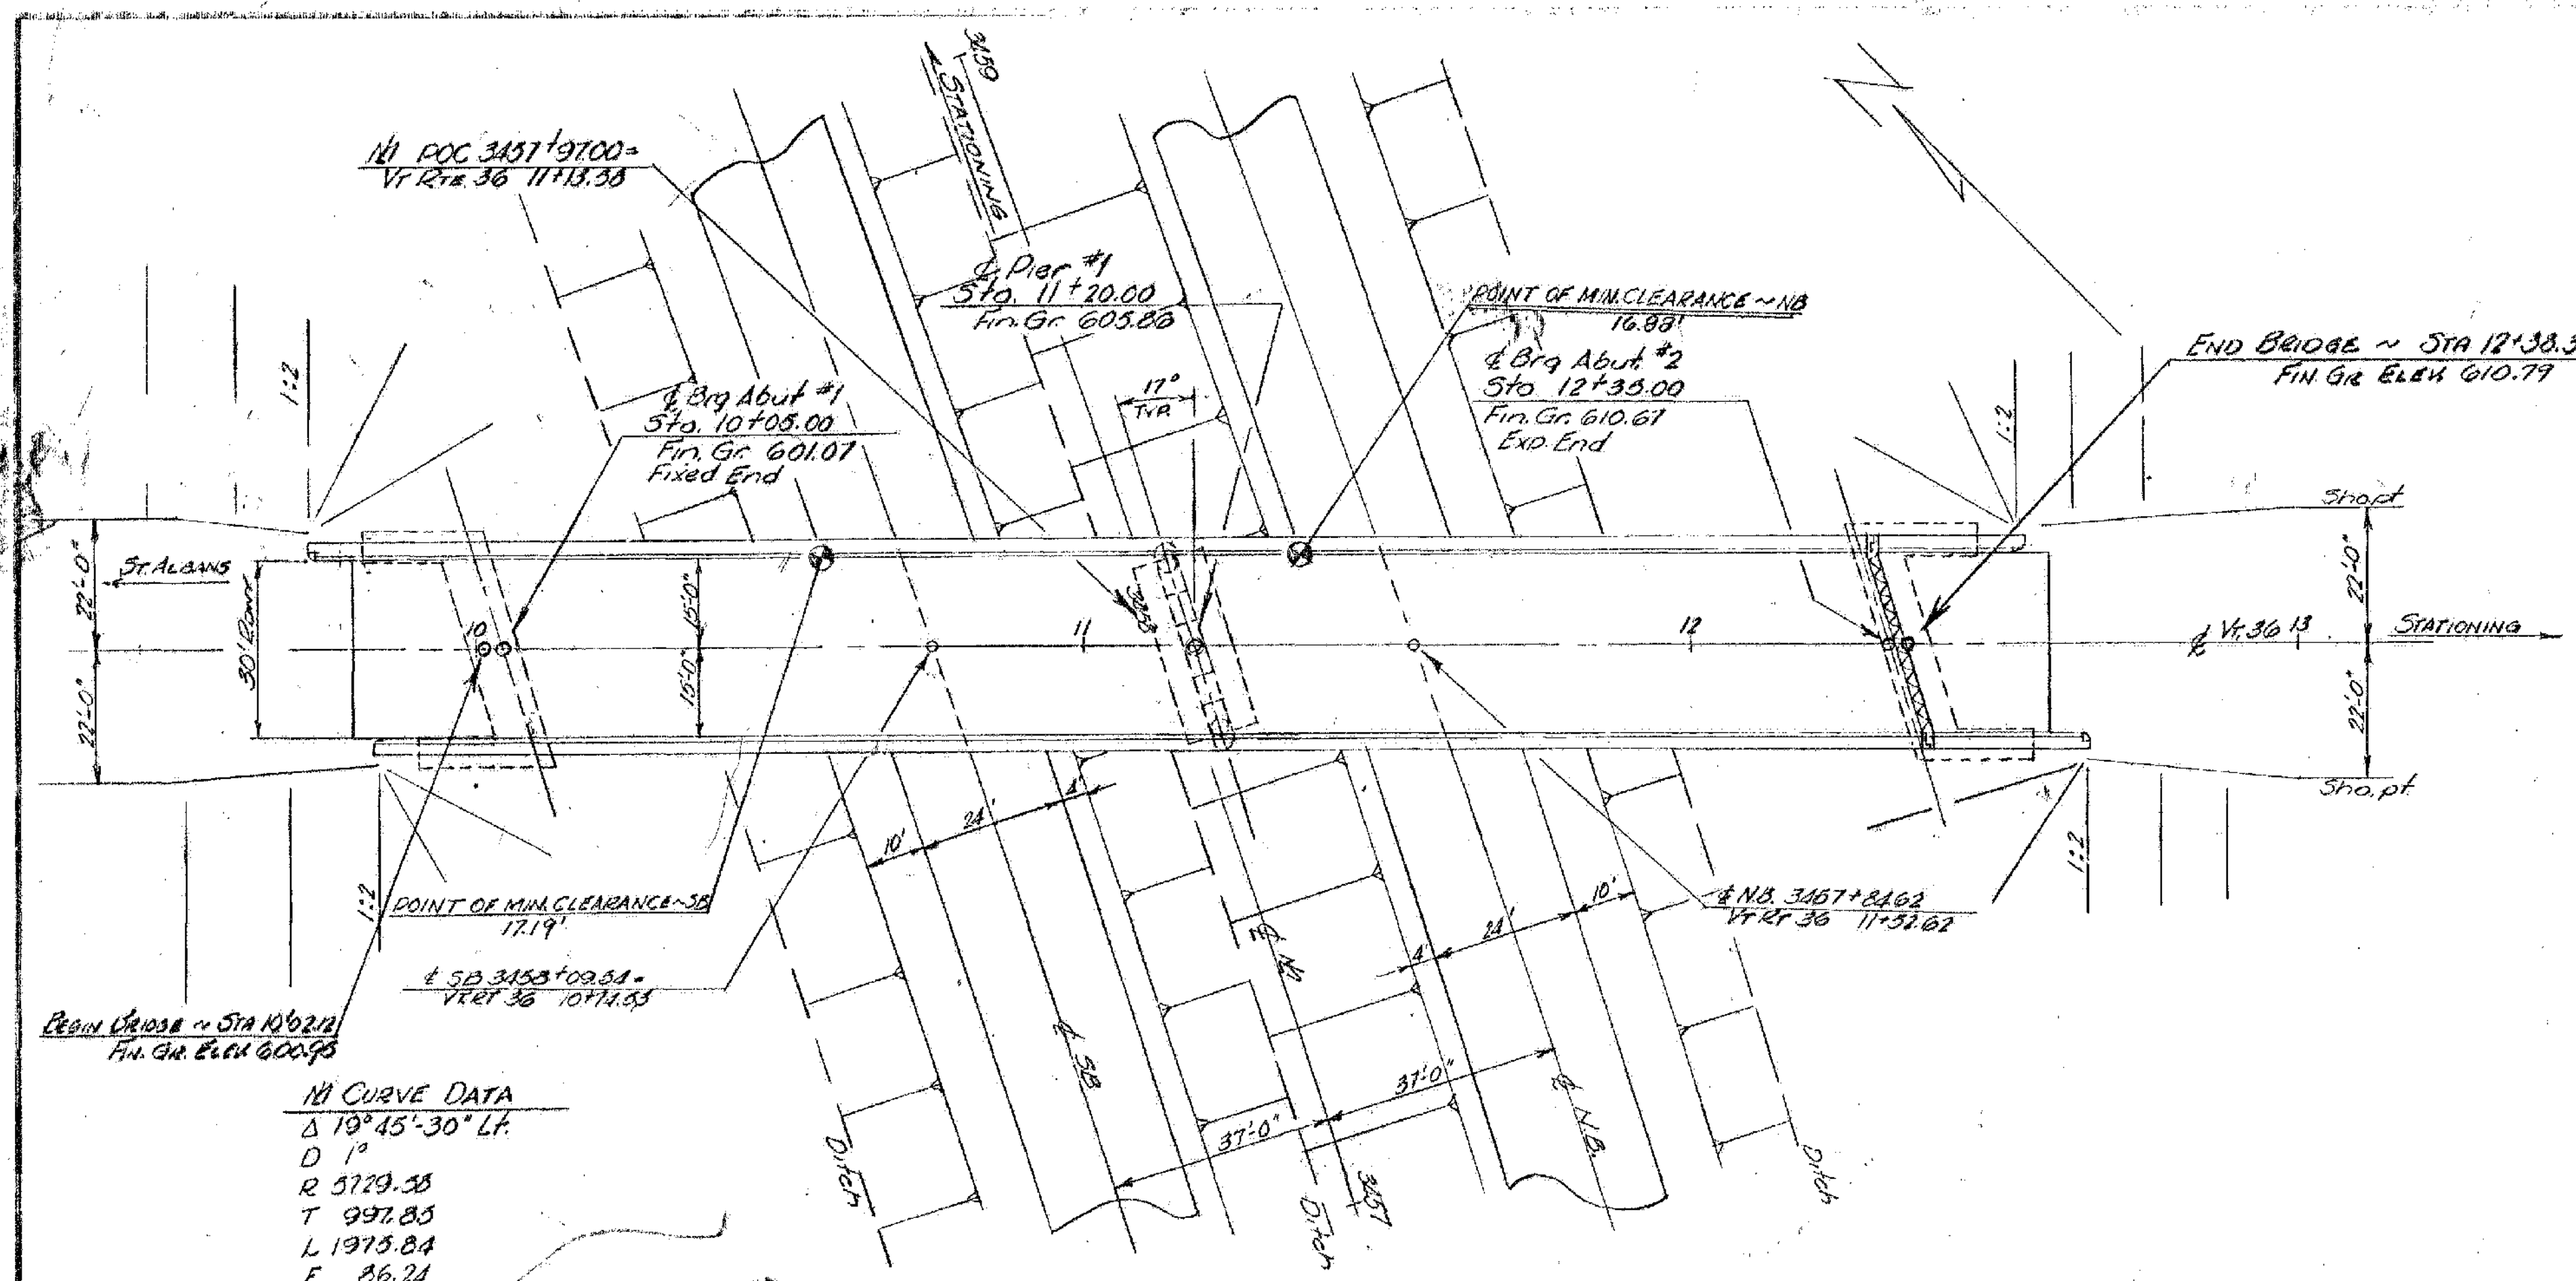 3459
STATIONING
POC 3457+97.00=
VT RTE. 36 11+13.58
℄ Pier #1
Sta. 11+20.00
Fin. Gr. 605.88
POINT OF MIN. CLEARANCE ~ NB
16.88'
END BRIDGE ~ STA 12+38.3
FIN GR ELEV 610.79
℄ Brg Abut #1
Sta. 10+05.00
Fin. Gr. 601.07
Fixed End
17°
TYP.
℄ Brg Abut. #2
Sta 12+35.00
Fin. Gr. 610.67
Exp. End
1:2
1:2
Sho. pt
22'-0"
ST. ALBANS
30' RDWY
15'-0"
22'-0"
10
11
3458
12
℄ Vt. 36 13
STATIONING
22'-0"
15'-0"
22'-0"
Sho. pt.
10'
24'
4'
1:2
POINT OF MIN. CLEARANCE ~ SB
17.19'
4'
24'
10'
℄ N.B. 3457+84.62
VT RT 36 11+52.62
1:2
℄ SB 3458+09.54=
VT RT 36 10+74.53
BEGIN BRIDGE ~ STA 10+02.12
FIN. GR. ELEV 600.95
℄ SB
37'-0"
37'-0"
℄ N.B.
Ditch
Ditch
3457
Ditch
CURVE DATA
Δ 19°45'-30" Lt.
D 1°
R 5729.58
T 997.85
L 1975.84
E 86.24